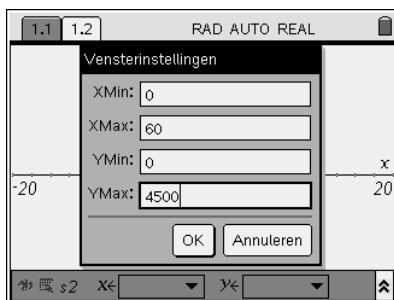 1.1 1.2 RAD AUTO REAL
Vensterinstellingen
XMin: 0
XMax: 60
YMin: 0
x
-20 20
YMax: 4500
OK Annuleren
s2 x< y<